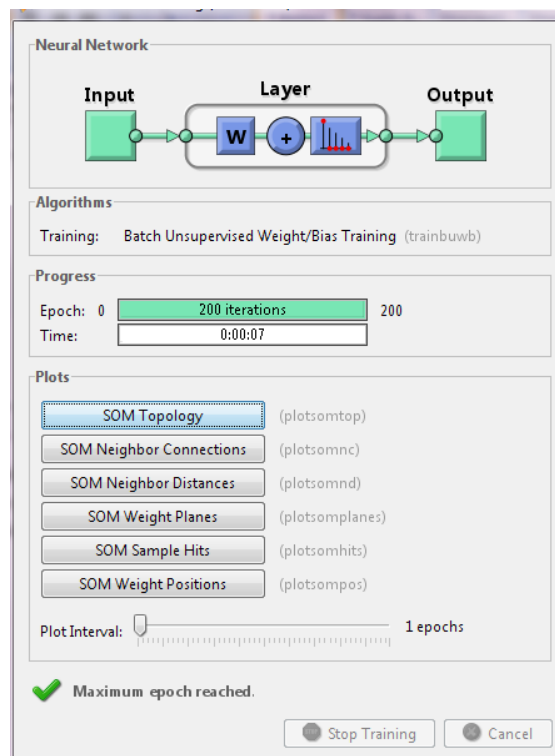 Neural Network
Input
Layer
Output
W
+
Algorithms
Training: Batch Unsupervised Weight/Bias Training (trainbuwb)
Progress
Epoch: 0 200 iterations 200
Time: 0:00:07
Plots
SOM Topology (plotsomtop)
SOM Neighbor Connections (plotsomnc)
SOM Neighbor Distances (plotsomnd)
SOM Weight Planes (plotsomplanes)
SOM Sample Hits (plotsomhits)
SOM Weight Positions (plotsompos)
Plot Interval: 1 epochs
Maximum epoch reached.
Stop Training Cancel